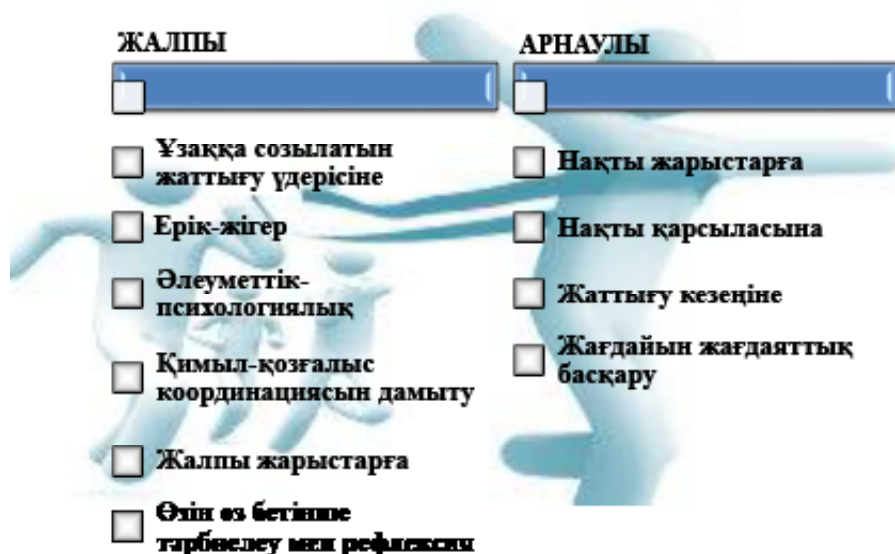 ЖАЛПЫ
Ұзаққа созылатын
жаттығу үдерісіне
Ерік-жігер
Әлеуметтік-
психологиялық
Қимыл-қозғалыс
координациясын дамыту
Жалпы жарыстарға
Өзін өз бетінше
тәрбиелеу мен рефлексия
АРНАУЛЫ
Нақты жарыстарға
Нақты қарсыласына
Жаттығу кезеңіне
Жағдайын жағдаяттық
басқару